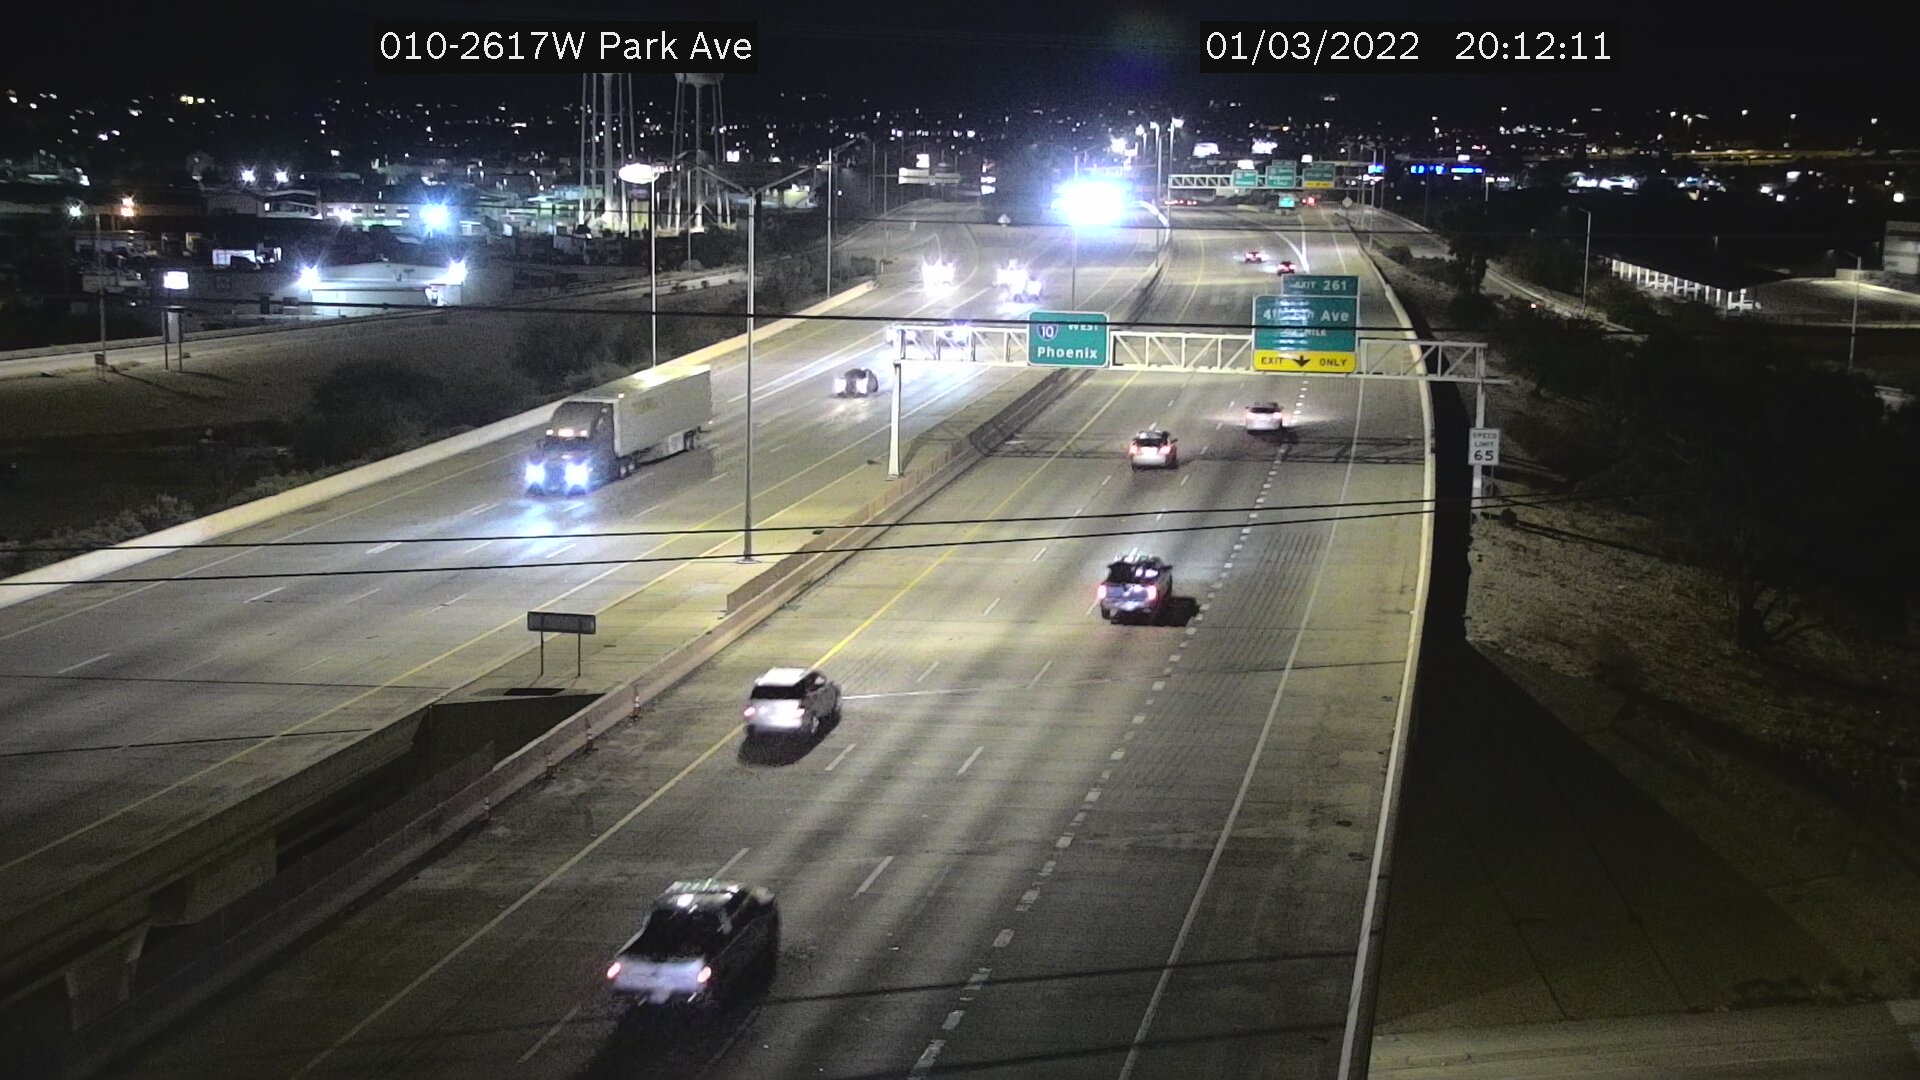 010-2617W Park Ave
01/03/2022 20:12:11
EXIT 261
Ave
MILE
EXIT ONLY
10 WEST
Phoenix
SPEED
LIMIT
65